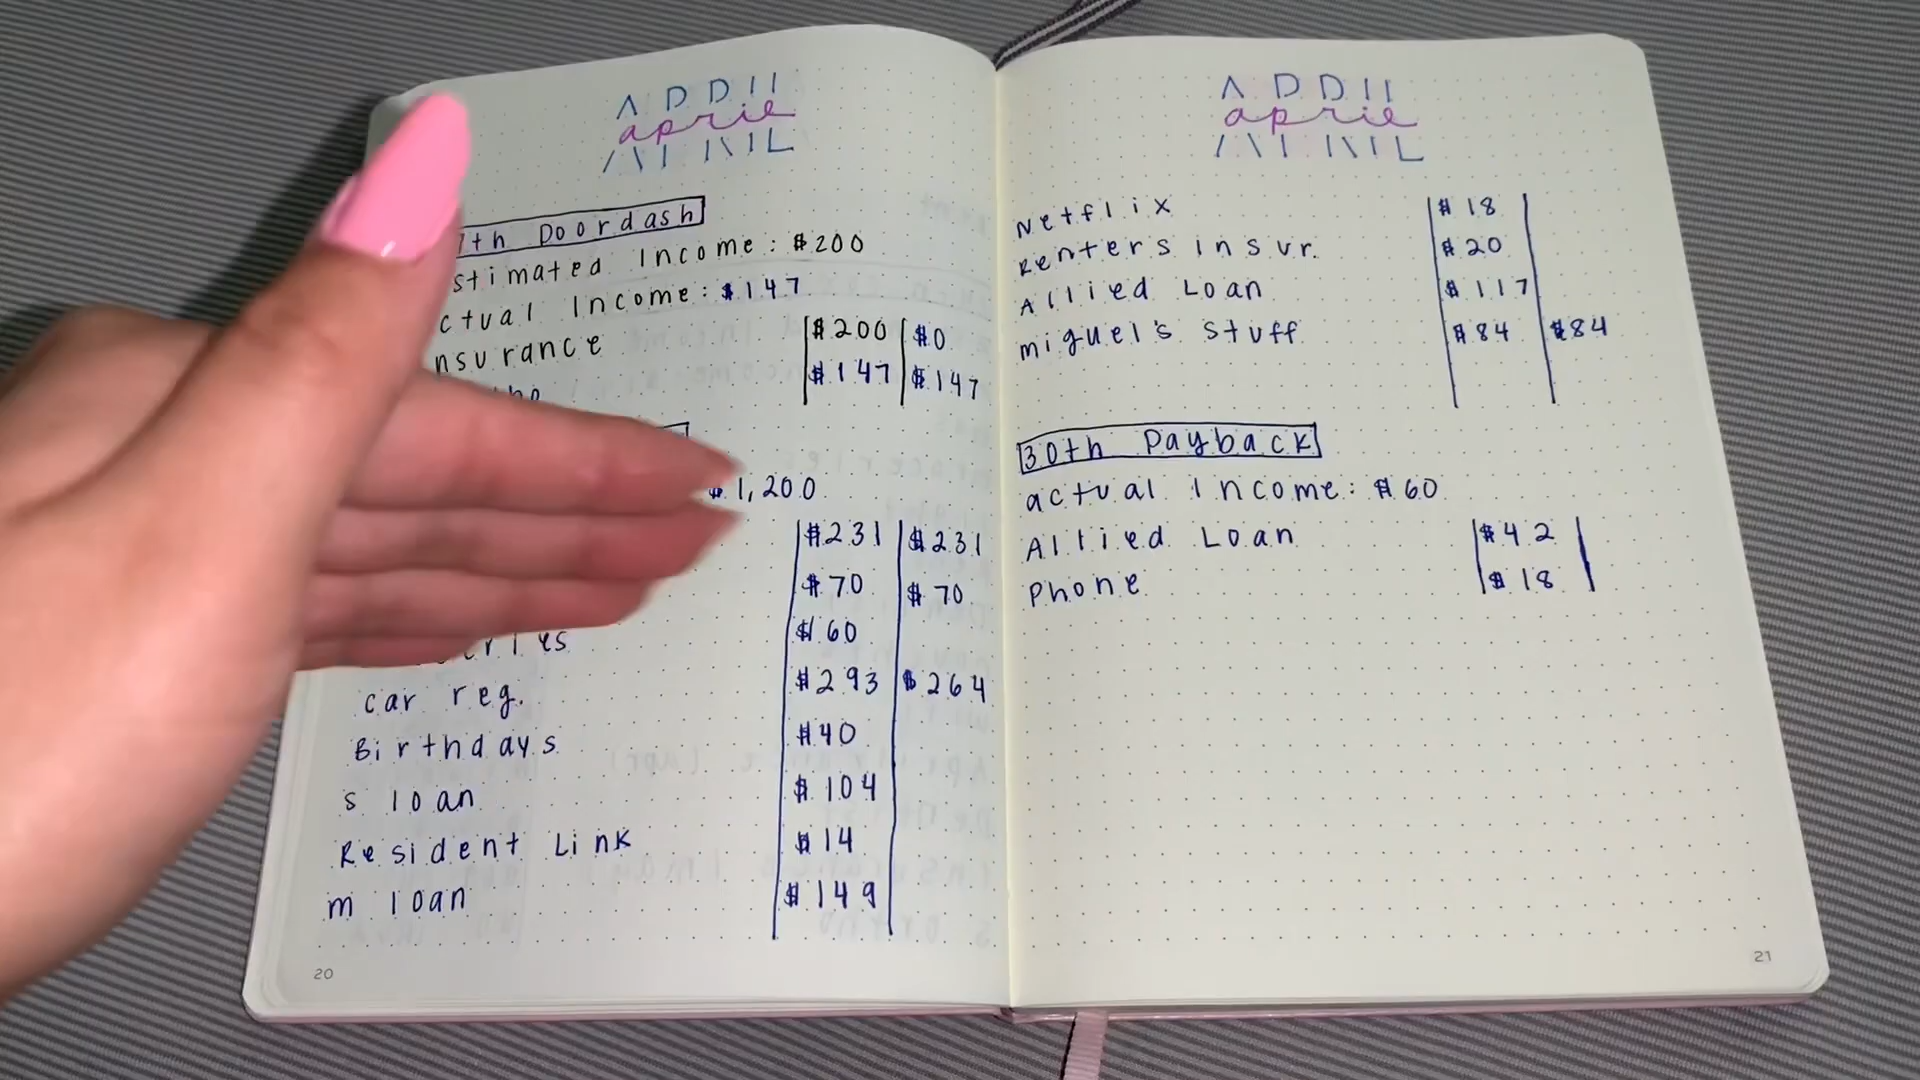 APRIL
april
7th Doordash
stimated Income: $200
ctual Income: $147
nsurance $200 $0
$147 $147
$1,200
$231 $231
$70 $70
$60
car reg. $293 $264
Birthdays $40
s loan $104
Resident Link $14
m loan $149
20
APRIL
april
Netflix $18
Renters insur. $20
Allied Loan $117
miguel's stuff $84 $84
30th Payback
actual income: $60
Allied Loan $42
Phone $18
21